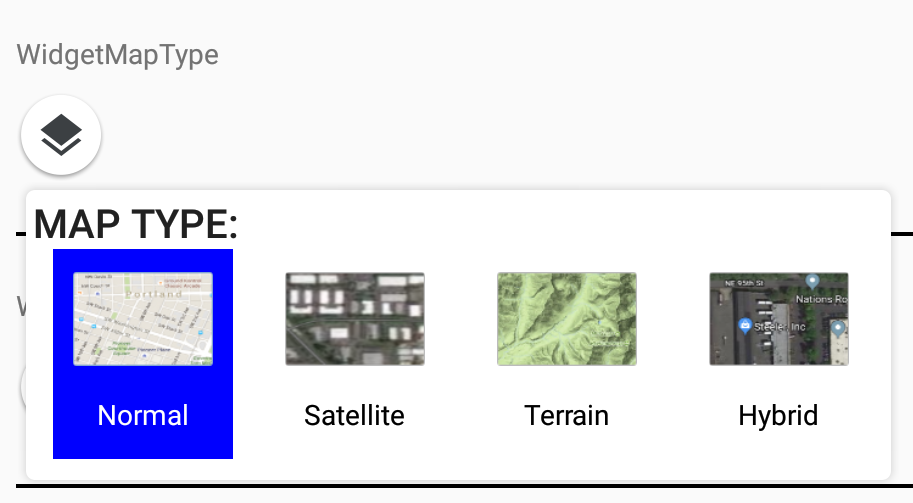 WidgetMapType
MAP TYPE:
Portland
NE 95th St
Nations Ro
Steeler, Inc.
Normal
Satellite
Terrain
Hybrid